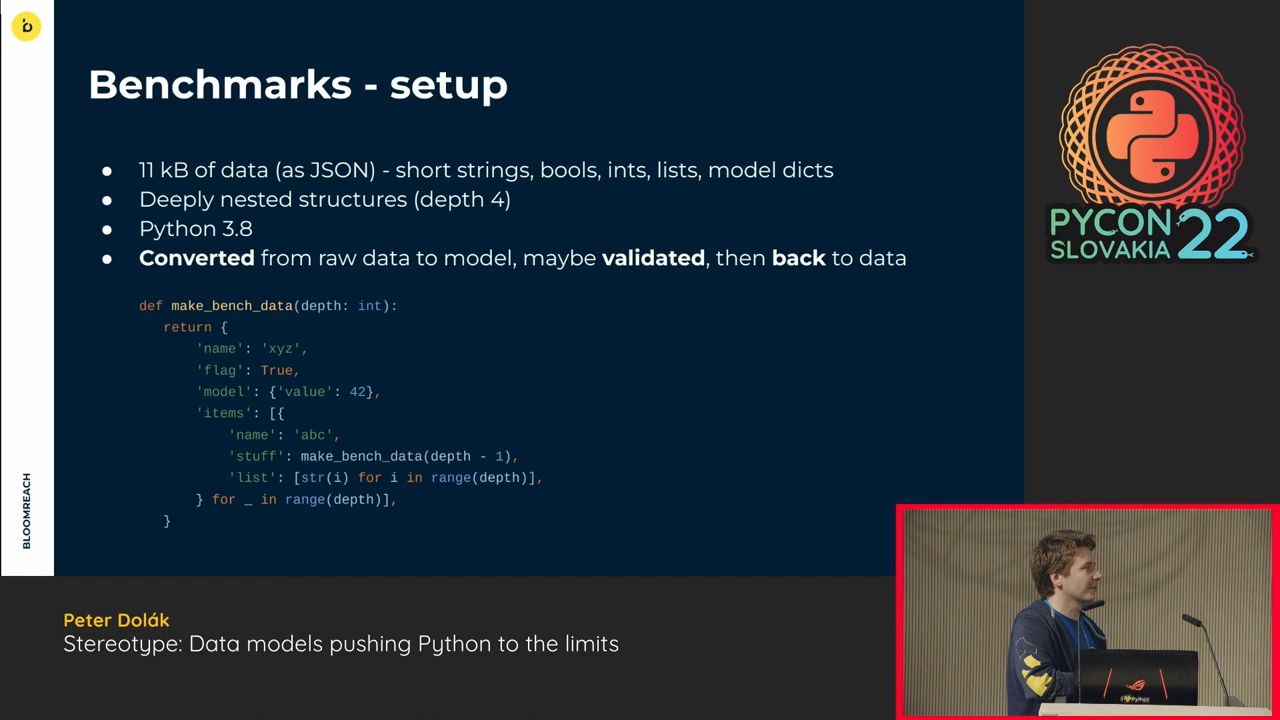 Benchmarks - setup
● 11 kB of data (as JSON) - short strings, bools, ints, lists, model dicts
● Deeply nested structures (depth 4)
● Python 3.8
● Converted from raw data to model, maybe validated, then back to data
def make_bench_data(depth: int):
    return {
        'name': 'xyz',
        'flag': True,
        'model': {'value': 42},
        'items': [{
            'name': 'abc',
            'stuff': make_bench_data(depth - 1),
            'list': [str(i) for i in range(depth)],
        } for _ in range(depth)],
    }
BLOOMREACH
PYCON 22
SLOVAKIA
Peter Dolák
Stereotype: Data models pushing Python to the limits